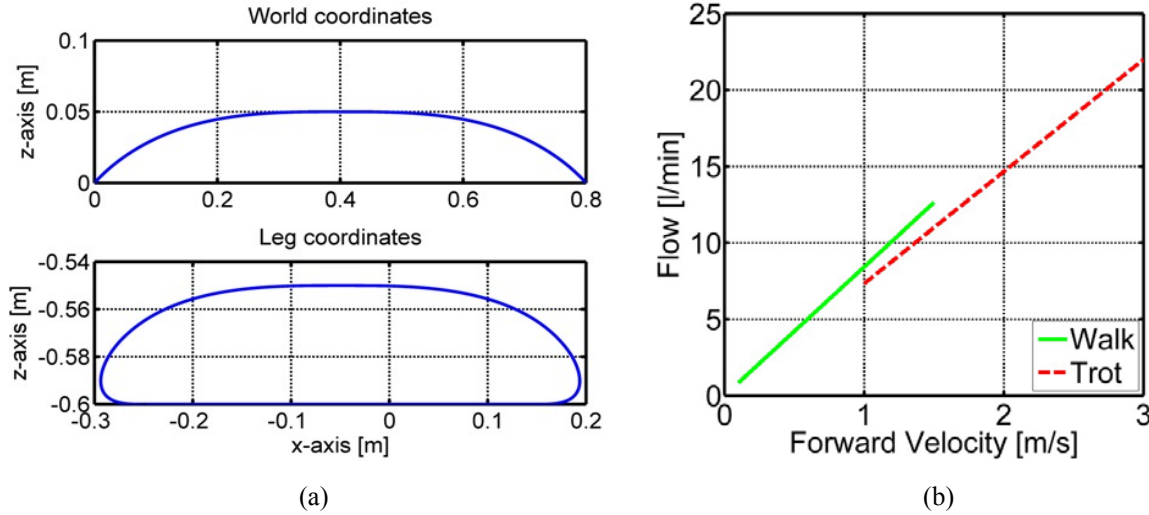 World coordinates
z-axis [m]
0.1
0.05
0
0 0.2 0.4 0.6 0.8
Leg coordinates
z-axis [m]
-0.54
-0.56
-0.58
-0.6
-0.3 -0.2 -0.1 0 0.1 0.2
x-axis [m]
(a)
Flow [l/min]
25
20
15
10
5
0
0 1 2 3
Forward Velocity [m/s]
Walk
Trot
(b)